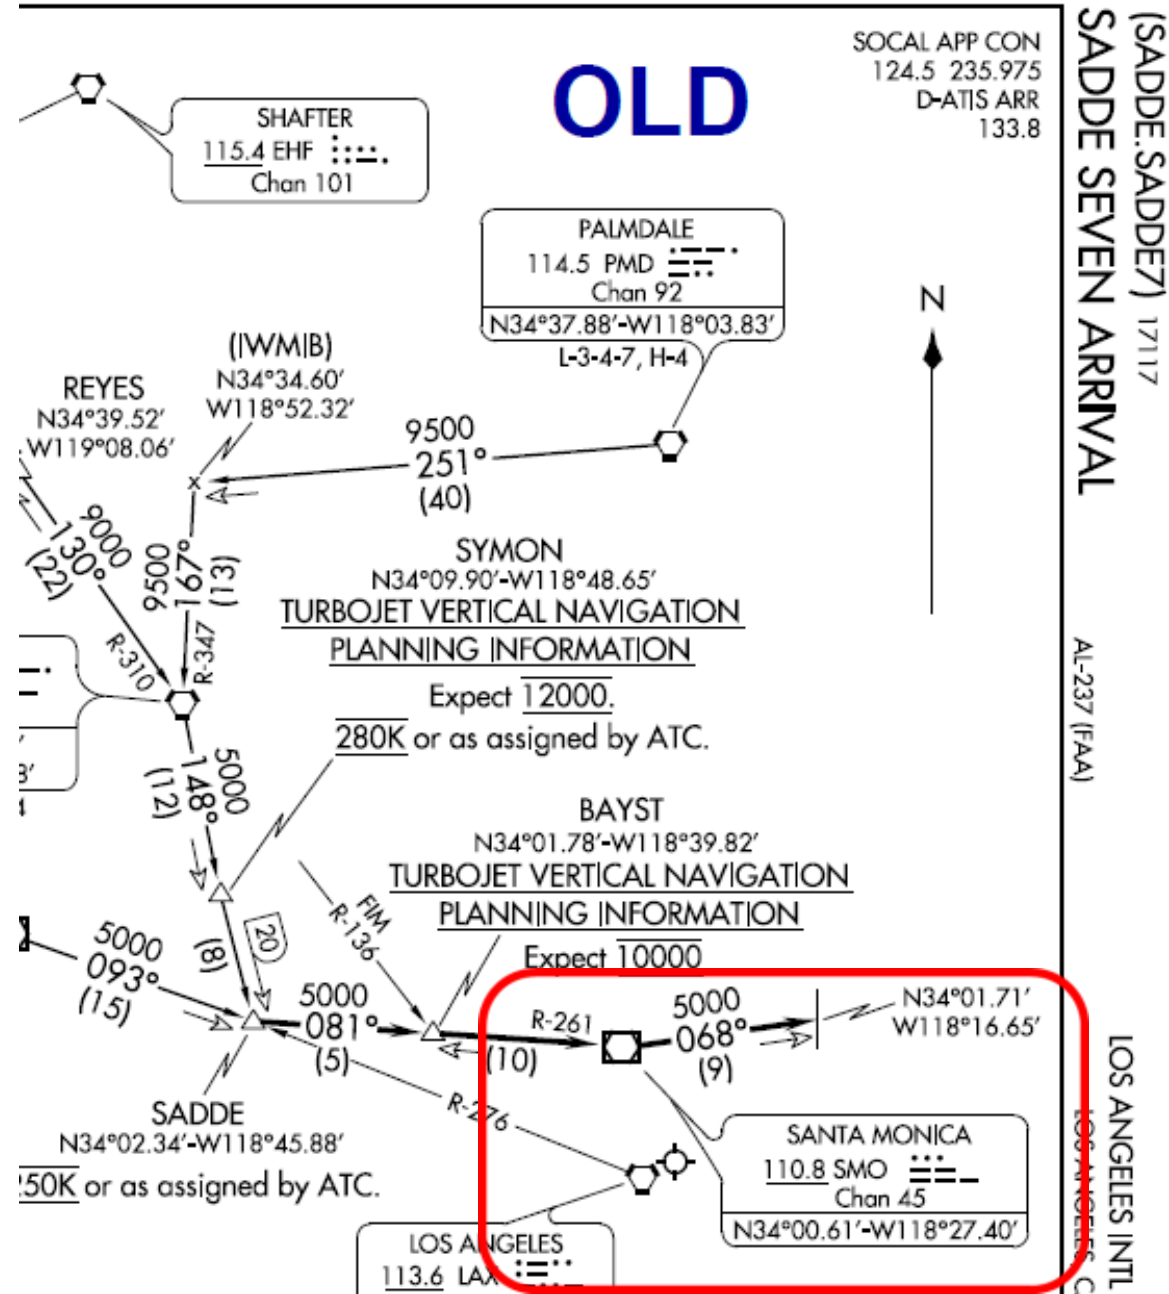 OLD
SOCAL APP CON
124.5 235.975
D-ATIS ARR
133.8
(SADDE.SADDE7) 17117
SADDE SEVEN ARRIVAL
SHAFTER
115.4 EHF
Chan 101
PALMDALE
114.5 PMD
Chan 92
N34°37.88′-W118°03.83′
L-3-4-7, H-4
N
(IWMIB)
N34°34.60′
W118°52.32′
REYES
N34°39.52′
W119°08.06′
9500
251°
(40)
9000
130°
(22)
9500
167°
(13)
R-310
R-347
SYMON
N34°09.90′-W118°48.65′
TURBOJET VERTICAL NAVIGATION
PLANNING INFORMATION
Expect 12000.
280K or as assigned by ATC.
AL-237 (FAA)
5000
148°
(12)
BAYST
N34°01.78′-W118°39.82′
TURBOJET VERTICAL NAVIGATION
PLANNING INFORMATION
Expect 10000
FIM
R-136
20
(8)
5000
093°
(15)
5000
081°
(5)
R-261
(10)
5000
068°
(9)
N34°01.71′
W118°16.65′
R-276
SADDE
N34°02.34′-W118°45.88′
50K or as assigned by ATC.
SANTA MONICA
110.8 SMO
Chan 45
N34°00.61′-W118°27.40′
LOS ANGELES
113.6 LAX
LOS ANGELES INTL
LOS ANGELES, C